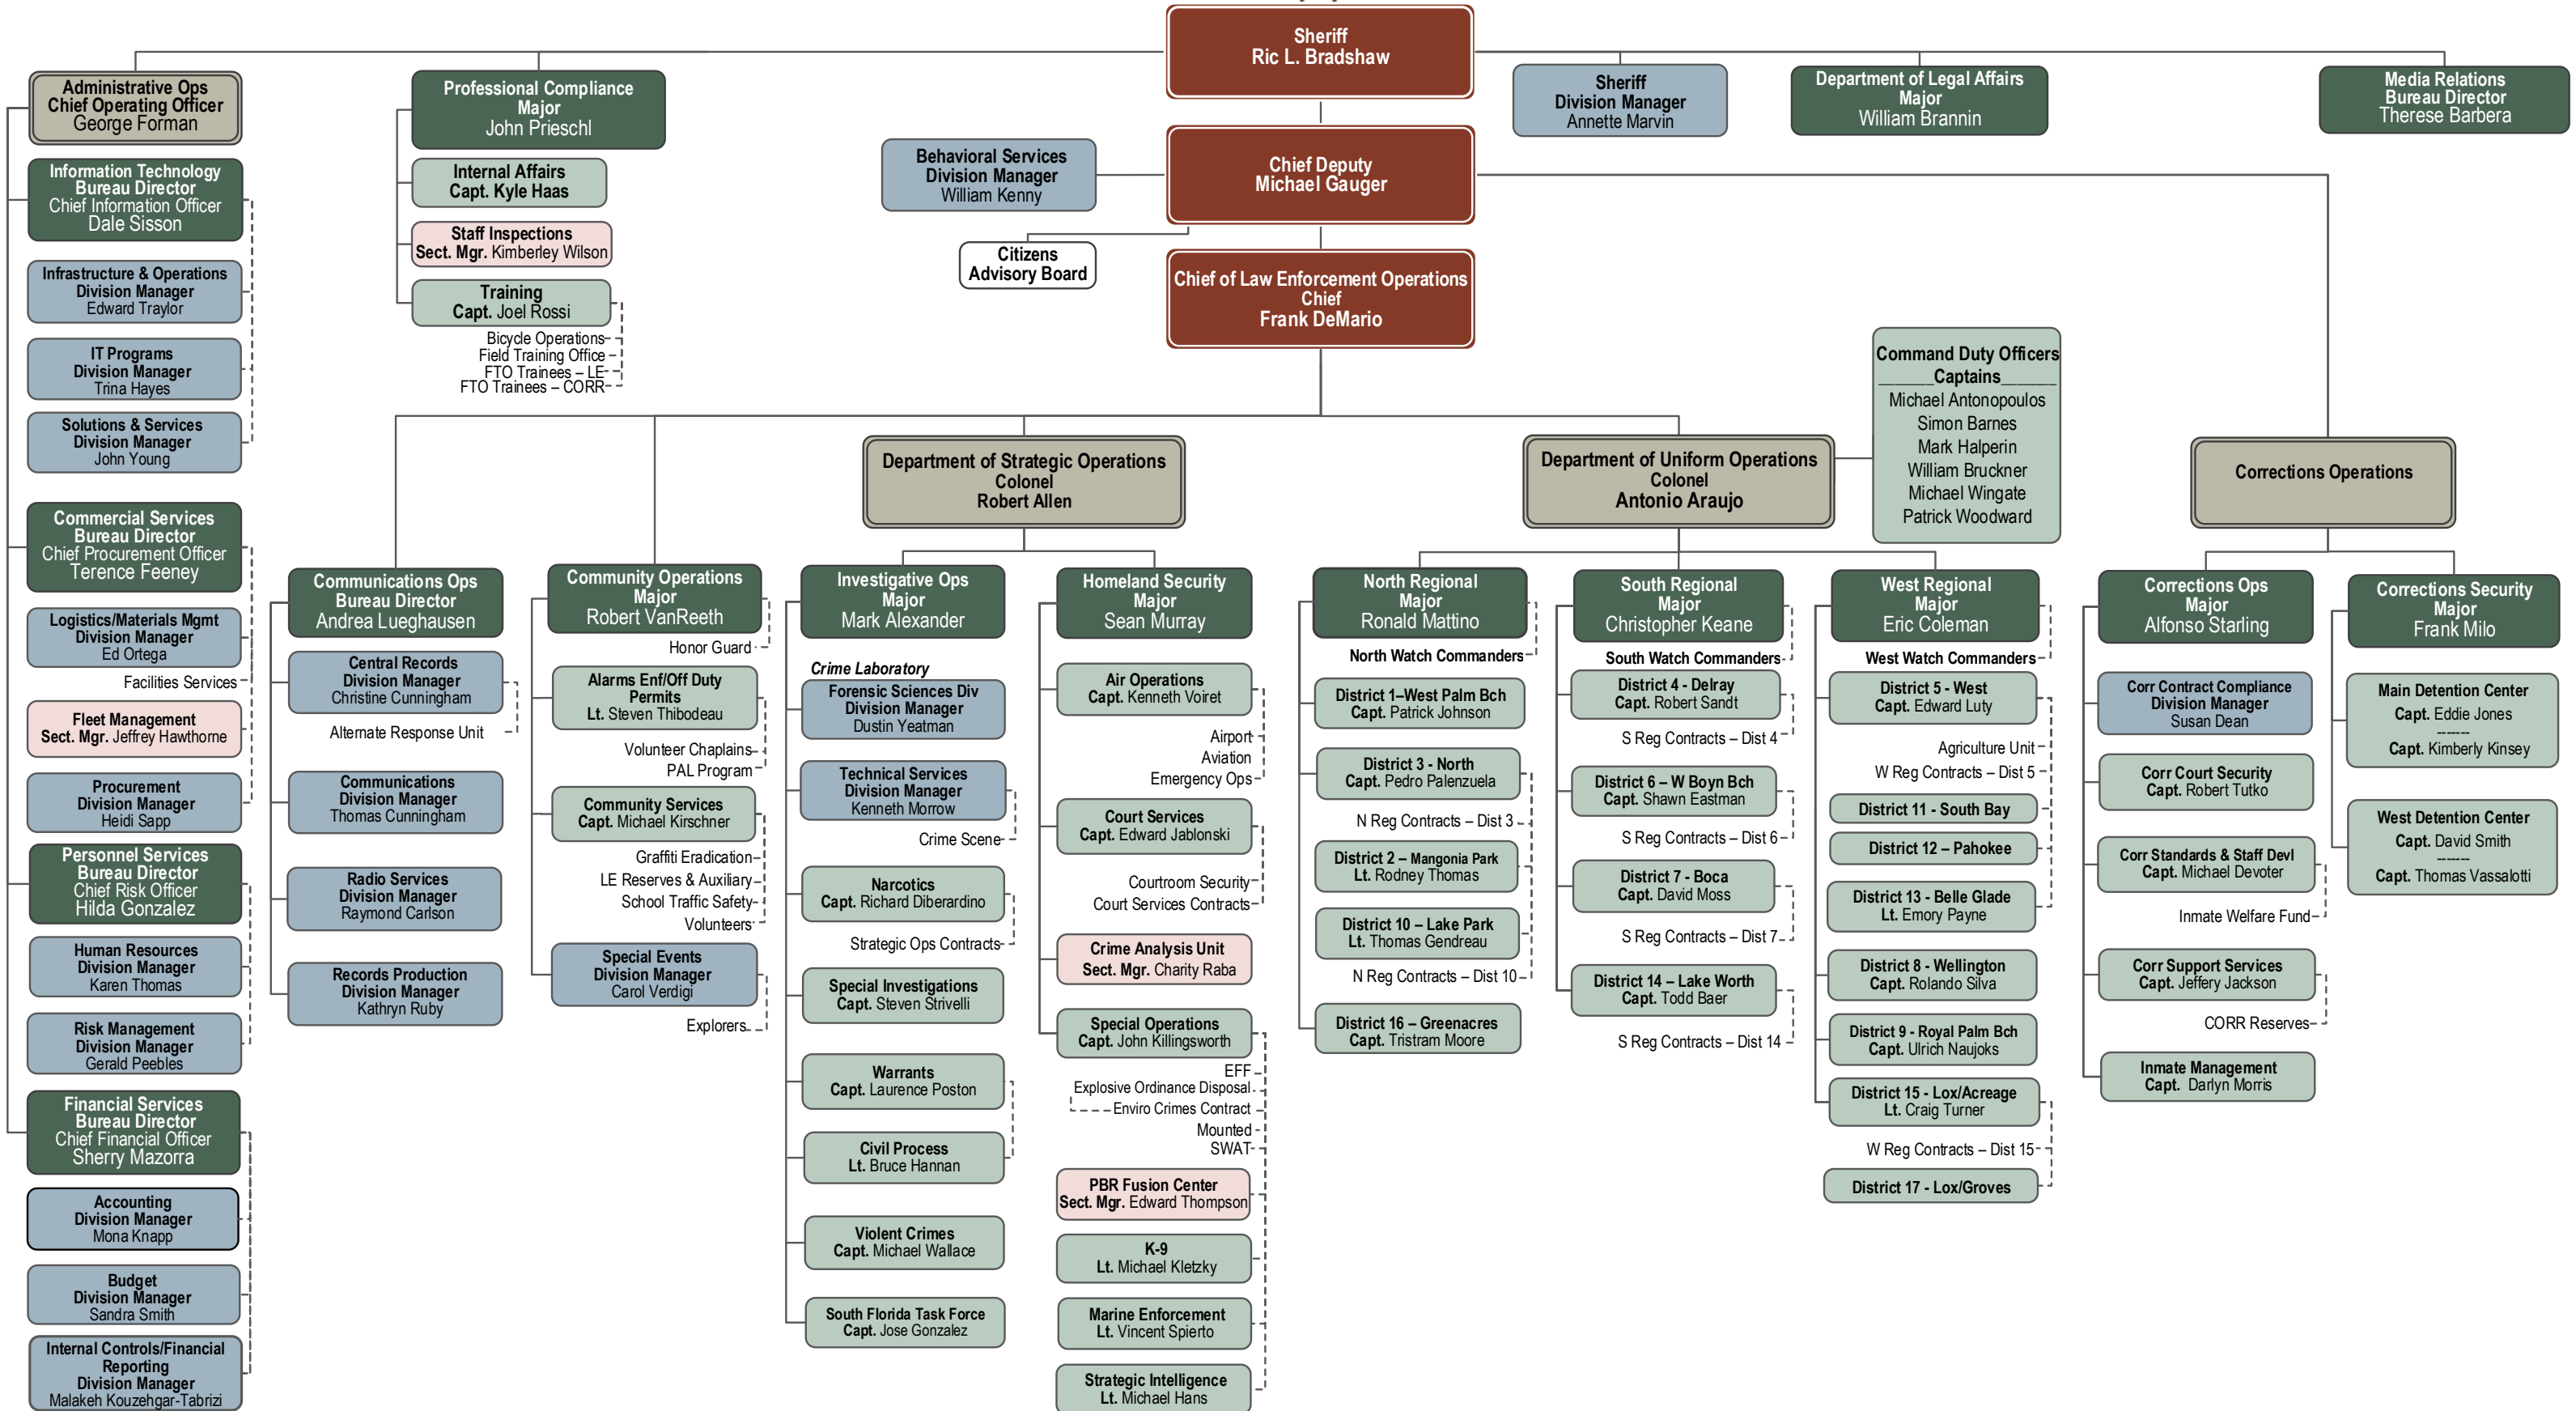 Sheriff
Ric L. Bradshaw
Administrative Ops
Chief Operating Officer
George Forman
Information Technology
Bureau Director
Chief Information Officer
Dale Sisson
Infrastructure & Operations
Division Manager
Edward Traylor
IT Programs
Division Manager
Trina Hayes
Solutions & Services
Division Manager
John Young
Commercial Services
Bureau Director
Chief Procurement Officer
Terence Feeney
Logistics/Materials Mgmt
Division Manager
Ed Ortega
Facilities Services
Fleet Management
Sect. Mgr. Jeffrey Hawthorne
Procurement
Division Manager
Heidi Sapp
Personnel Services
Bureau Director
Chief Risk Officer
Hilda Gonzalez
Human Resources
Division Manager
Karen Thomas
Risk Management
Division Manager
Gerald Peebles
Financial Services
Bureau Director
Chief Financial Officer
Sherry Mazorra
Accounting
Division Manager
Mona Knapp
Budget
Division Manager
Sandra Smith
Internal Controls/Financial
Reporting
Division Manager
Malakeh Kouzehgar-Tabrizi
Professional Compliance
Major
John Prieschl
Internal Affairs
Capt. Kyle Haas
Staff Inspections
Sect. Mgr. Kimberley Wilson
Training
Capt. Joel Rossi
Bicycle Operations
Field Training Office
FTO Trainees – LE
FTO Trainees – CORR
Sheriff
Division Manager
Annette Marvin
Department of Legal Affairs
Major
William Brannin
Media Relations
Bureau Director
Therese Barbera
Behavioral Services
Division Manager
William Kenny
Chief Deputy
Michael Gauger
Citizens
Advisory Board
Chief of Law Enforcement Operations
Chief
Frank DeMario
Communications Ops
Bureau Director
Andrea Lueghausen
Central Records
Division Manager
Christine Cunningham
Alternate Response Unit
Communications
Division Manager
Thomas Cunningham
Radio Services
Division Manager
Raymond Carlson
Records Production
Division Manager
Kathryn Ruby
Community Operations
Major
Robert VanReeth
Honor Guard
Alarms Enf/Off Duty
Permits
Lt. Steven Thibodeau
Volunteer Chaplains
PAL Program
Community Services
Capt. Michael Kirschner
Graffiti Eradication
LE Reserves & Auxiliary
School Traffic Safety
Volunteers
Special Events
Division Manager
Carol Verdigi
Explorers
Department of Strategic Operations
Colonel
Robert Allen
Investigative Ops
Major
Mark Alexander
Crime Laboratory
Forensic Sciences Div
Division Manager
Dustin Yeatman
Technical Services
Division Manager
Kenneth Morrow
Crime Scene
Narcotics
Capt. Richard Diberardino
Strategic Ops Contracts
Special Investigations
Capt. Steven Strivelli
Warrants
Capt. Laurence Poston
Civil Process
Lt. Bruce Hannan
Violent Crimes
Capt. Michael Wallace
South Florida Task Force
Capt. Jose Gonzalez
Homeland Security
Major
Sean Murray
Air Operations
Capt. Kenneth Voiret
Airport
Aviation
Emergency Ops
Court Services
Capt. Edward Jablonski
Courtroom Security
Court Services Contracts
Crime Analysis Unit
Sect. Mgr. Charity Raba
Special Operations
Capt. John Killingsworth
EFF
Explosive Ordinance Disposal
Enviro Crimes Contract
Mounted
SWAT
PBR Fusion Center
Sect. Mgr. Edward Thompson
K-9
Lt. Michael Kletzky
Marine Enforcement
Lt. Vincent Spierto
Strategic Intelligence
Lt. Michael Hans
Department of Uniform Operations
Colonel
Antonio Araujo
Command Duty Officers
Captains
Michael Antonopoulos
Simon Barnes
Mark Halperin
William Bruckner
Michael Wingate
Patrick Woodward
North Regional
Major
Ronald Mattino
North Watch Commanders
District 1–West Palm Bch
Capt. Patrick Johnson
District 3 - North
Capt. Pedro Palenzuela
N Reg Contracts – Dist 3
District 2 – Mangonia Park
Lt. Rodney Thomas
District 10 – Lake Park
Lt. Thomas Gendreau
N Reg Contracts – Dist 10
District 16 – Greenacres
Capt. Tristram Moore
South Regional
Major
Christopher Keane
South Watch Commanders
District 4 - Delray
Capt. Robert Sandt
S Reg Contracts – Dist 4
District 6 – W Boyn Bch
Capt. Shawn Eastman
S Reg Contracts – Dist 6
District 7 - Boca
Capt. David Moss
S Reg Contracts – Dist 7
District 14 – Lake Worth
Capt. Todd Baer
S Reg Contracts – Dist 14
West Regional
Major
Eric Coleman
West Watch Commanders
District 5 - West
Capt. Edward Luty
Agriculture Unit
W Reg Contracts – Dist 5
District 11 - South Bay
District 12 – Pahokee
District 13 - Belle Glade
Lt. Emory Payne
District 8 - Wellington
Capt. Rolando Silva
District 9 - Royal Palm Bch
Capt. Ulrich Naujoks
District 15 - Lox/Acreage
Lt. Craig Turner
W Reg Contracts – Dist 15
District 17 - Lox/Groves
Corrections Operations
Corrections Ops
Major
Alfonso Starling
Corr Contract Compliance
Division Manager
Susan Dean
Corr Court Security
Capt. Robert Tutko
Corr Standards & Staff Devl
Capt. Michael Devoter
Inmate Welfare Fund
Corr Support Services
Capt. Jeffery Jackson
CORR Reserves
Inmate Management
Capt. Darlyn Morris
Corrections Security
Major
Frank Milo
Main Detention Center
Capt. Eddie Jones
-------
Capt. Kimberly Kinsey
West Detention Center
Capt. David Smith
-------
Capt. Thomas Vassalotti